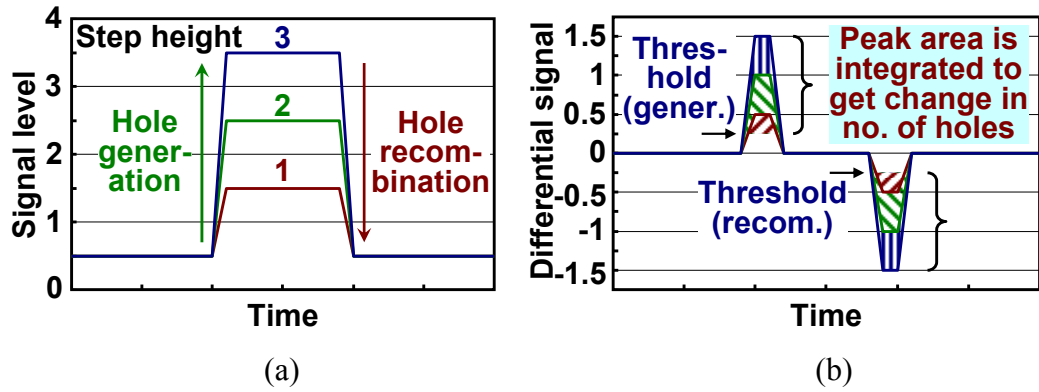 4
3
2
1
0
Signal level
Step height
3
2
1
Hole
gener-
ation
Hole
recom-
bination
Time
(a)
1.5
1
0.5
0
-0.5
-1
-1.5
Differential signal
Thres-
hold
(gener.)
Peak area is
integrated to
get change in
no. of holes
Threshold
(recom.)
Time
(b)